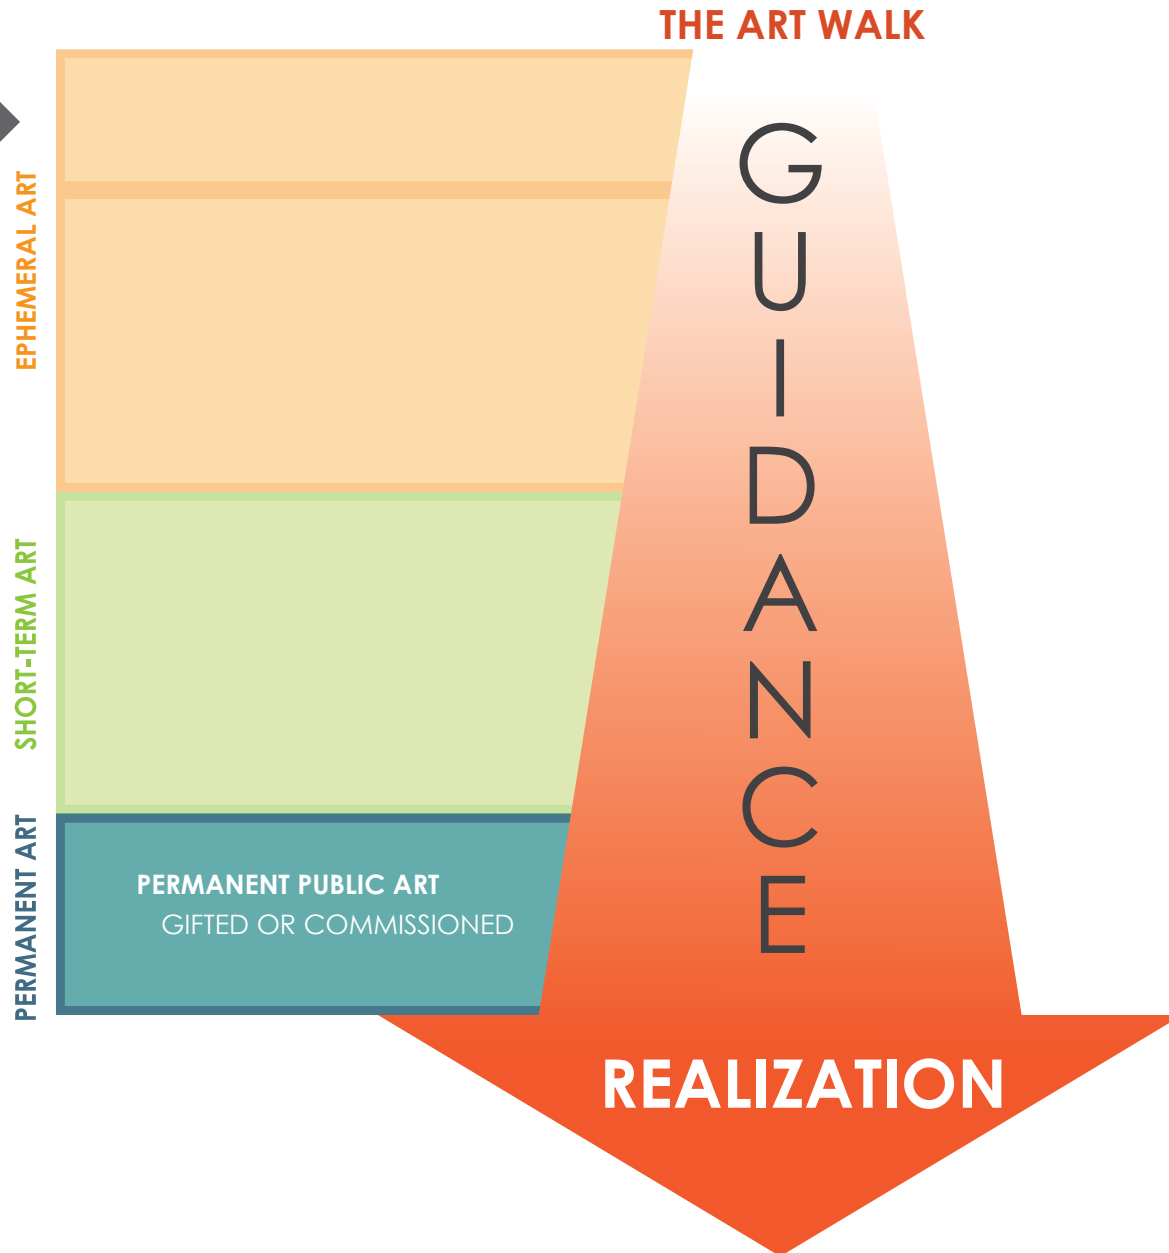 THE ART WALK
EPHEMERAL ART
SHORT-TERM ART
PERMANENT ART
PERMANENT PUBLIC ART
GIFTED OR COMMISSIONED
GUIDANCE
REALIZATION